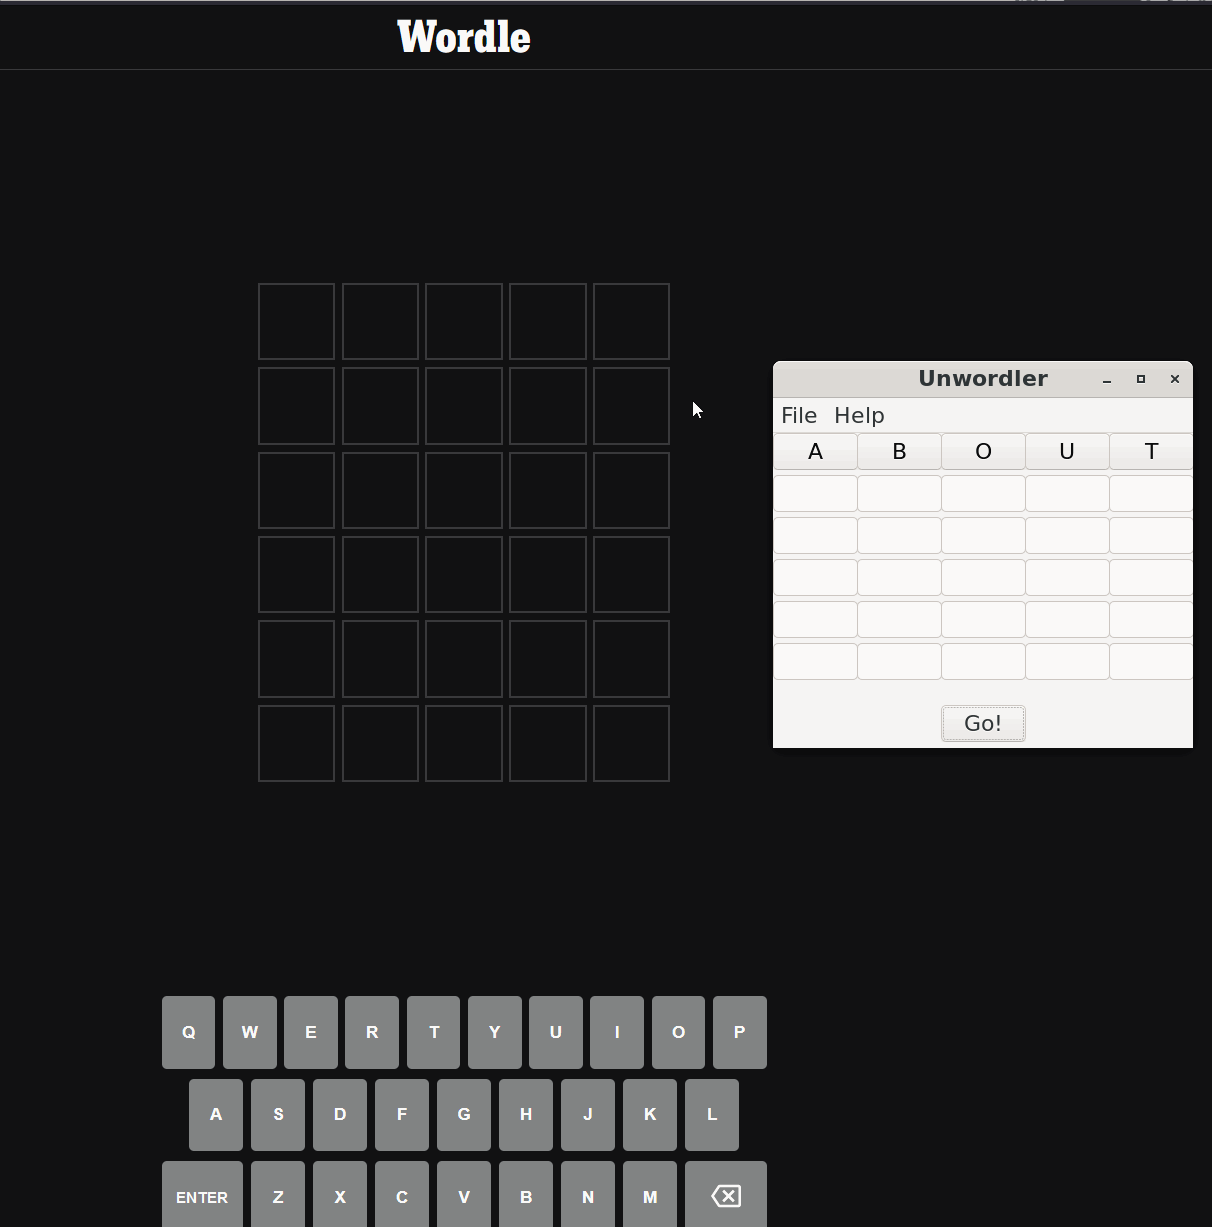 Wordle
Unwordler
File Help
A B O U T
Go!
Q W E R T Y U I O P
A S D F G H J K L
ENTER Z X C V B N M